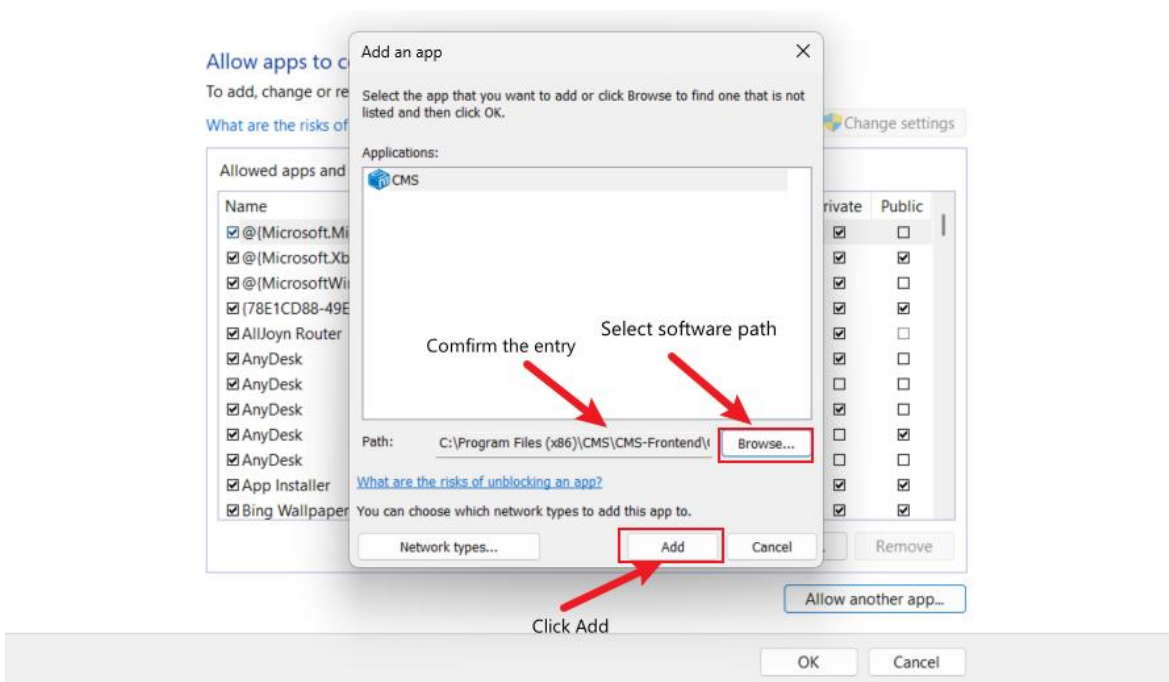 Add an app
Allow apps to c
To add, change or re
Select the app that you want to add or click Browse to find one that is not
listed and then click OK.
What are the risks of
Change settings
Applications:
Allowed apps and
CMS
Name
rivate Public
@{Microsoft.Mi
@{Microsoft.Xb
@{MicrosoftWi
{78E1CD88-49E
AllJoyn Router
Select software path
Comfirm the entry
AnyDesk
AnyDesk
AnyDesk
AnyDesk
AnyDesk
Path: C:\Program Files (x86)\CMS\CMS-Frontend\ Browse...
App Installer
What are the risks of unblocking an app?
Bing Wallpaper
You can choose which network types to add this app to.
Network types... Add Cancel
Remove
Allow another app...
Click Add
OK Cancel